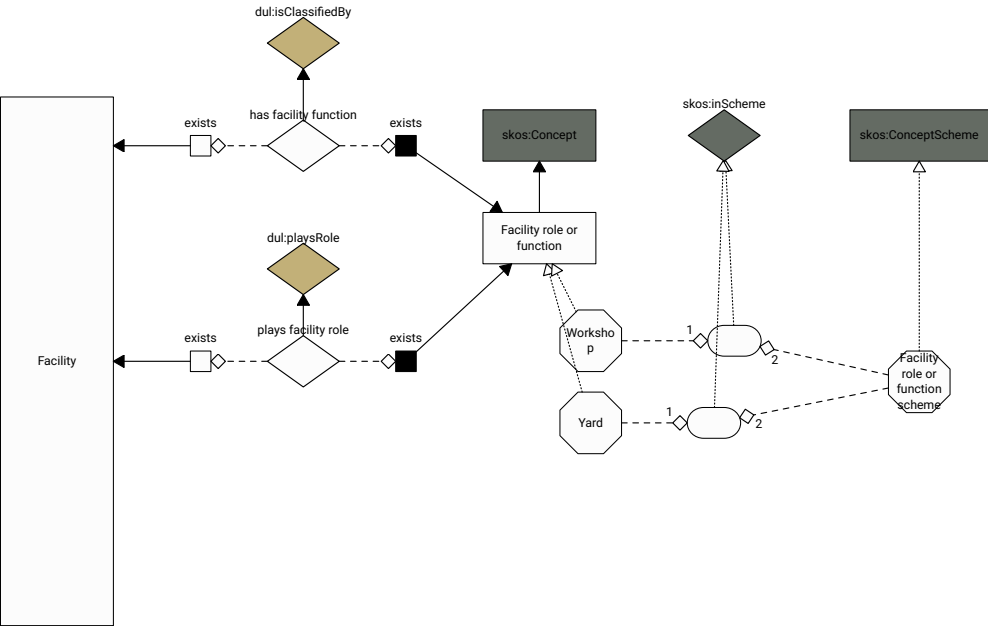 dul:isClassifiedBy
has facility function
exists
exists
skos:Concept
skos:inScheme
skos:ConceptScheme
Facility role or
function
dul:playsRole
plays facility role
exists
exists
Facility
Worksho
p
1
2
Facility
role or
function
scheme
Yard
1
2